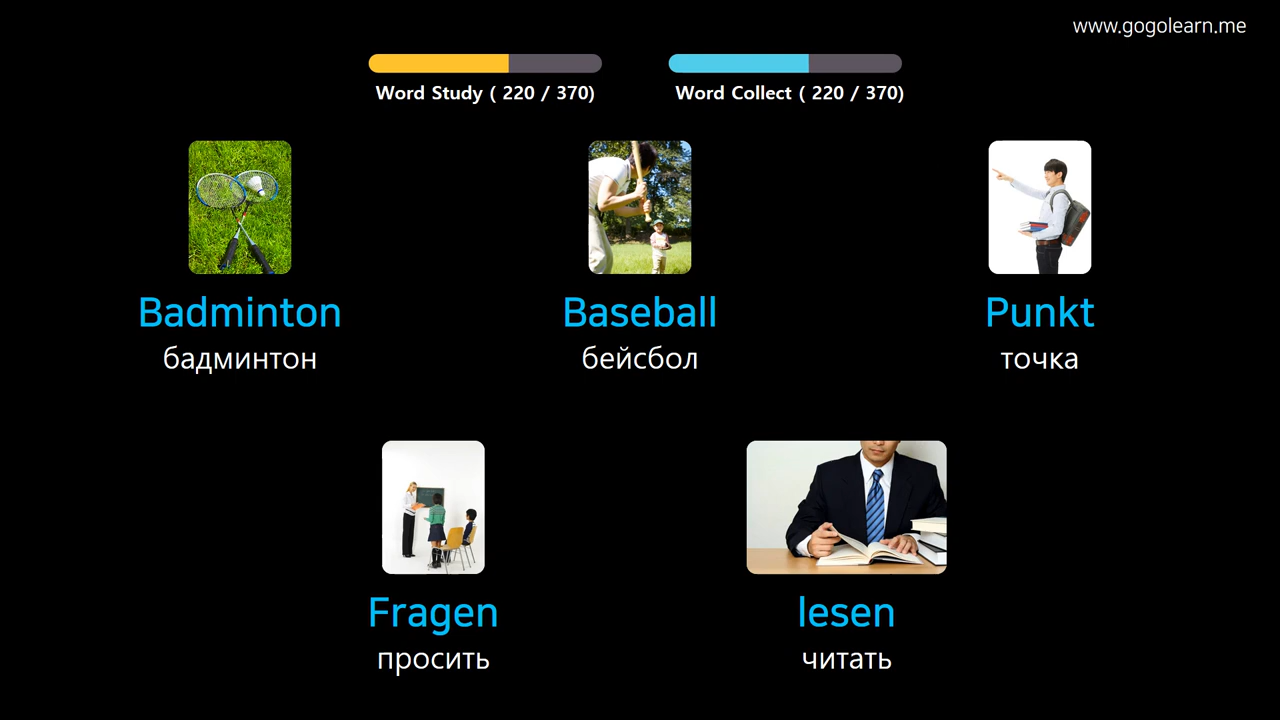 www.gogolearn.me
Word Study ( 220 / 370)
Word Collect ( 220 / 370)
Badminton
бадминтон
Baseball
бейсбол
Punkt
точка
Fragen
просить
lesen
читать